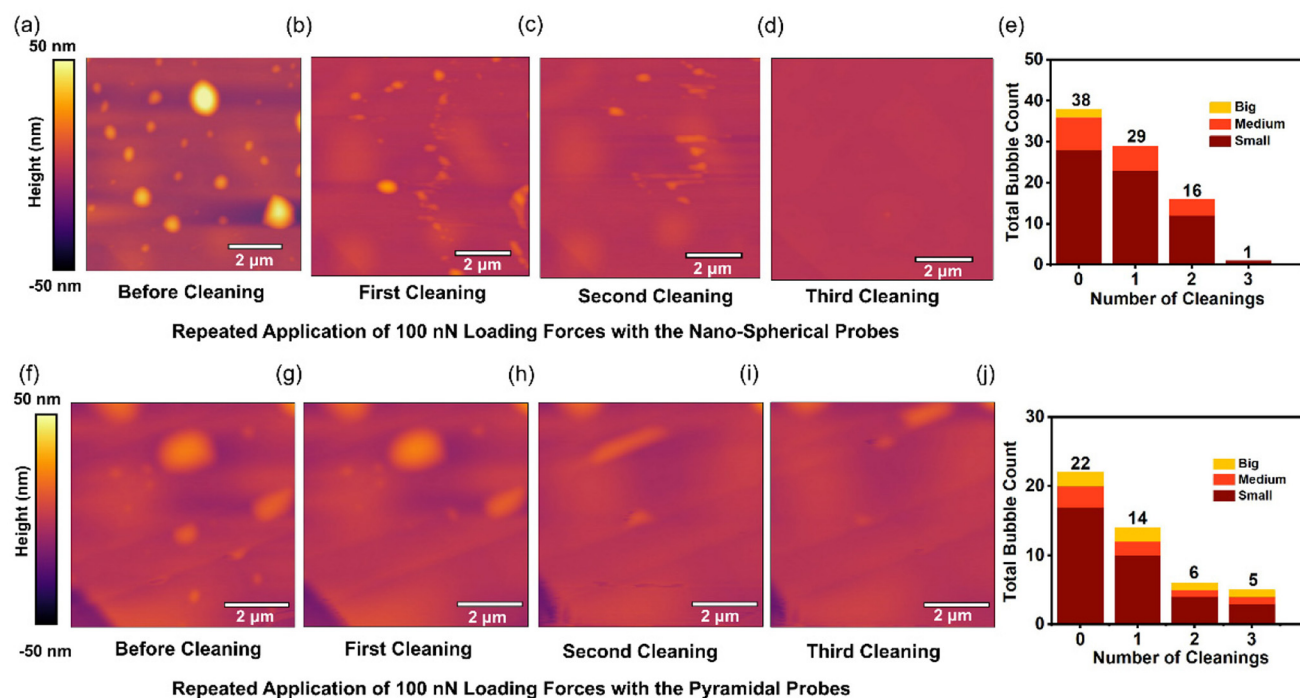 (a)
(b)
(c)
(d)
(e)
50 nm
Height (nm)
-50 nm
2 µm
2 µm
2 µm
2 µm
Before Cleaning
First Cleaning
Second Cleaning
Third Cleaning
Total Bubble Count
50
40
30
20
10
0
38
29
16
1
Big
Medium
Small
0 1 2 3
Number of Cleanings
Repeated Application of 100 nN Loading Forces with the Nano-Spherical Probes
(f)
(g)
(h)
(i)
(j)
50 nm
Height (nm)
-50 nm
2 µm
2 µm
2 µm
2 µm
Before Cleaning
First Cleaning
Second Cleaning
Third Cleaning
Total Bubble Count
30
20
10
0
22
14
6
5
Big
Medium
Small
0 1 2 3
Number of Cleanings
Repeated Application of 100 nN Loading Forces with the Pyramidal Probes